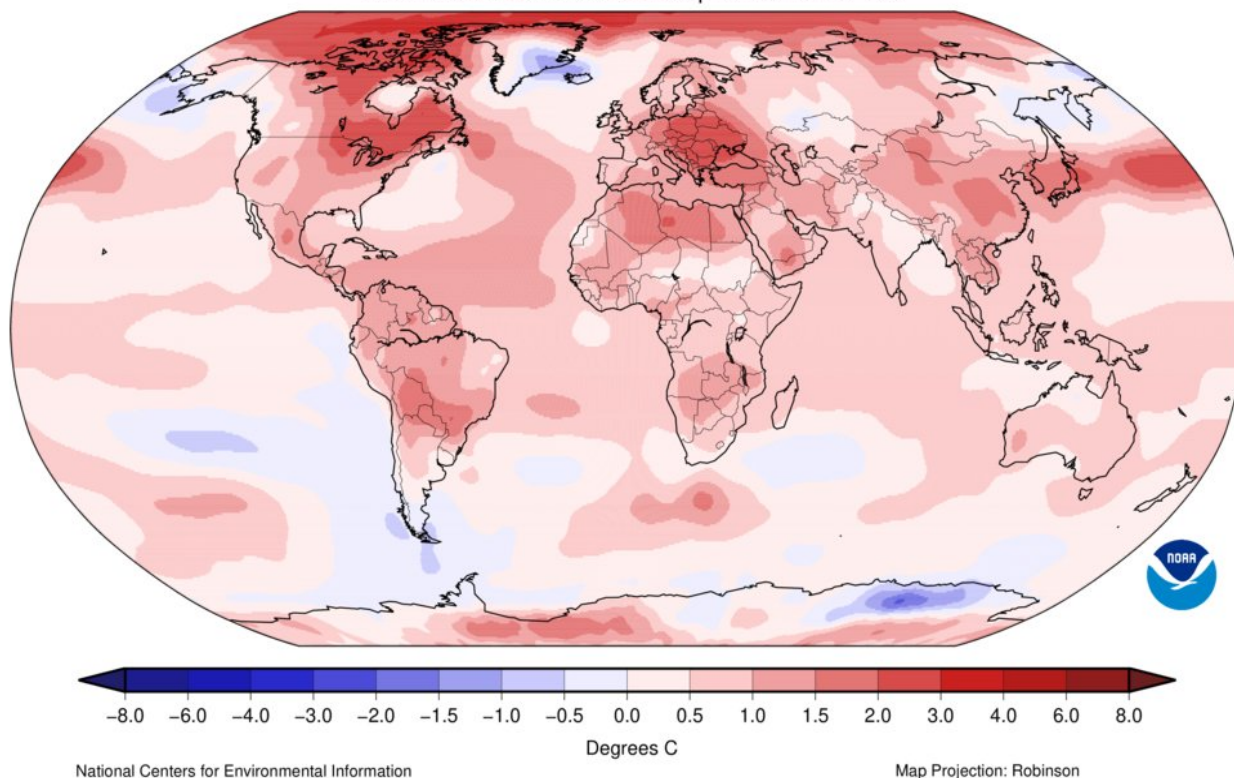 NOAA
−8.0 −6.0 −4.0 −3.0 −2.0 −1.5 −1.0 −0.5 0.0 0.5 1.0 1.5 2.0 3.0 4.0 6.0 8.0
Degrees C
National Centers for Environmental Information
Map Projection: Robinson